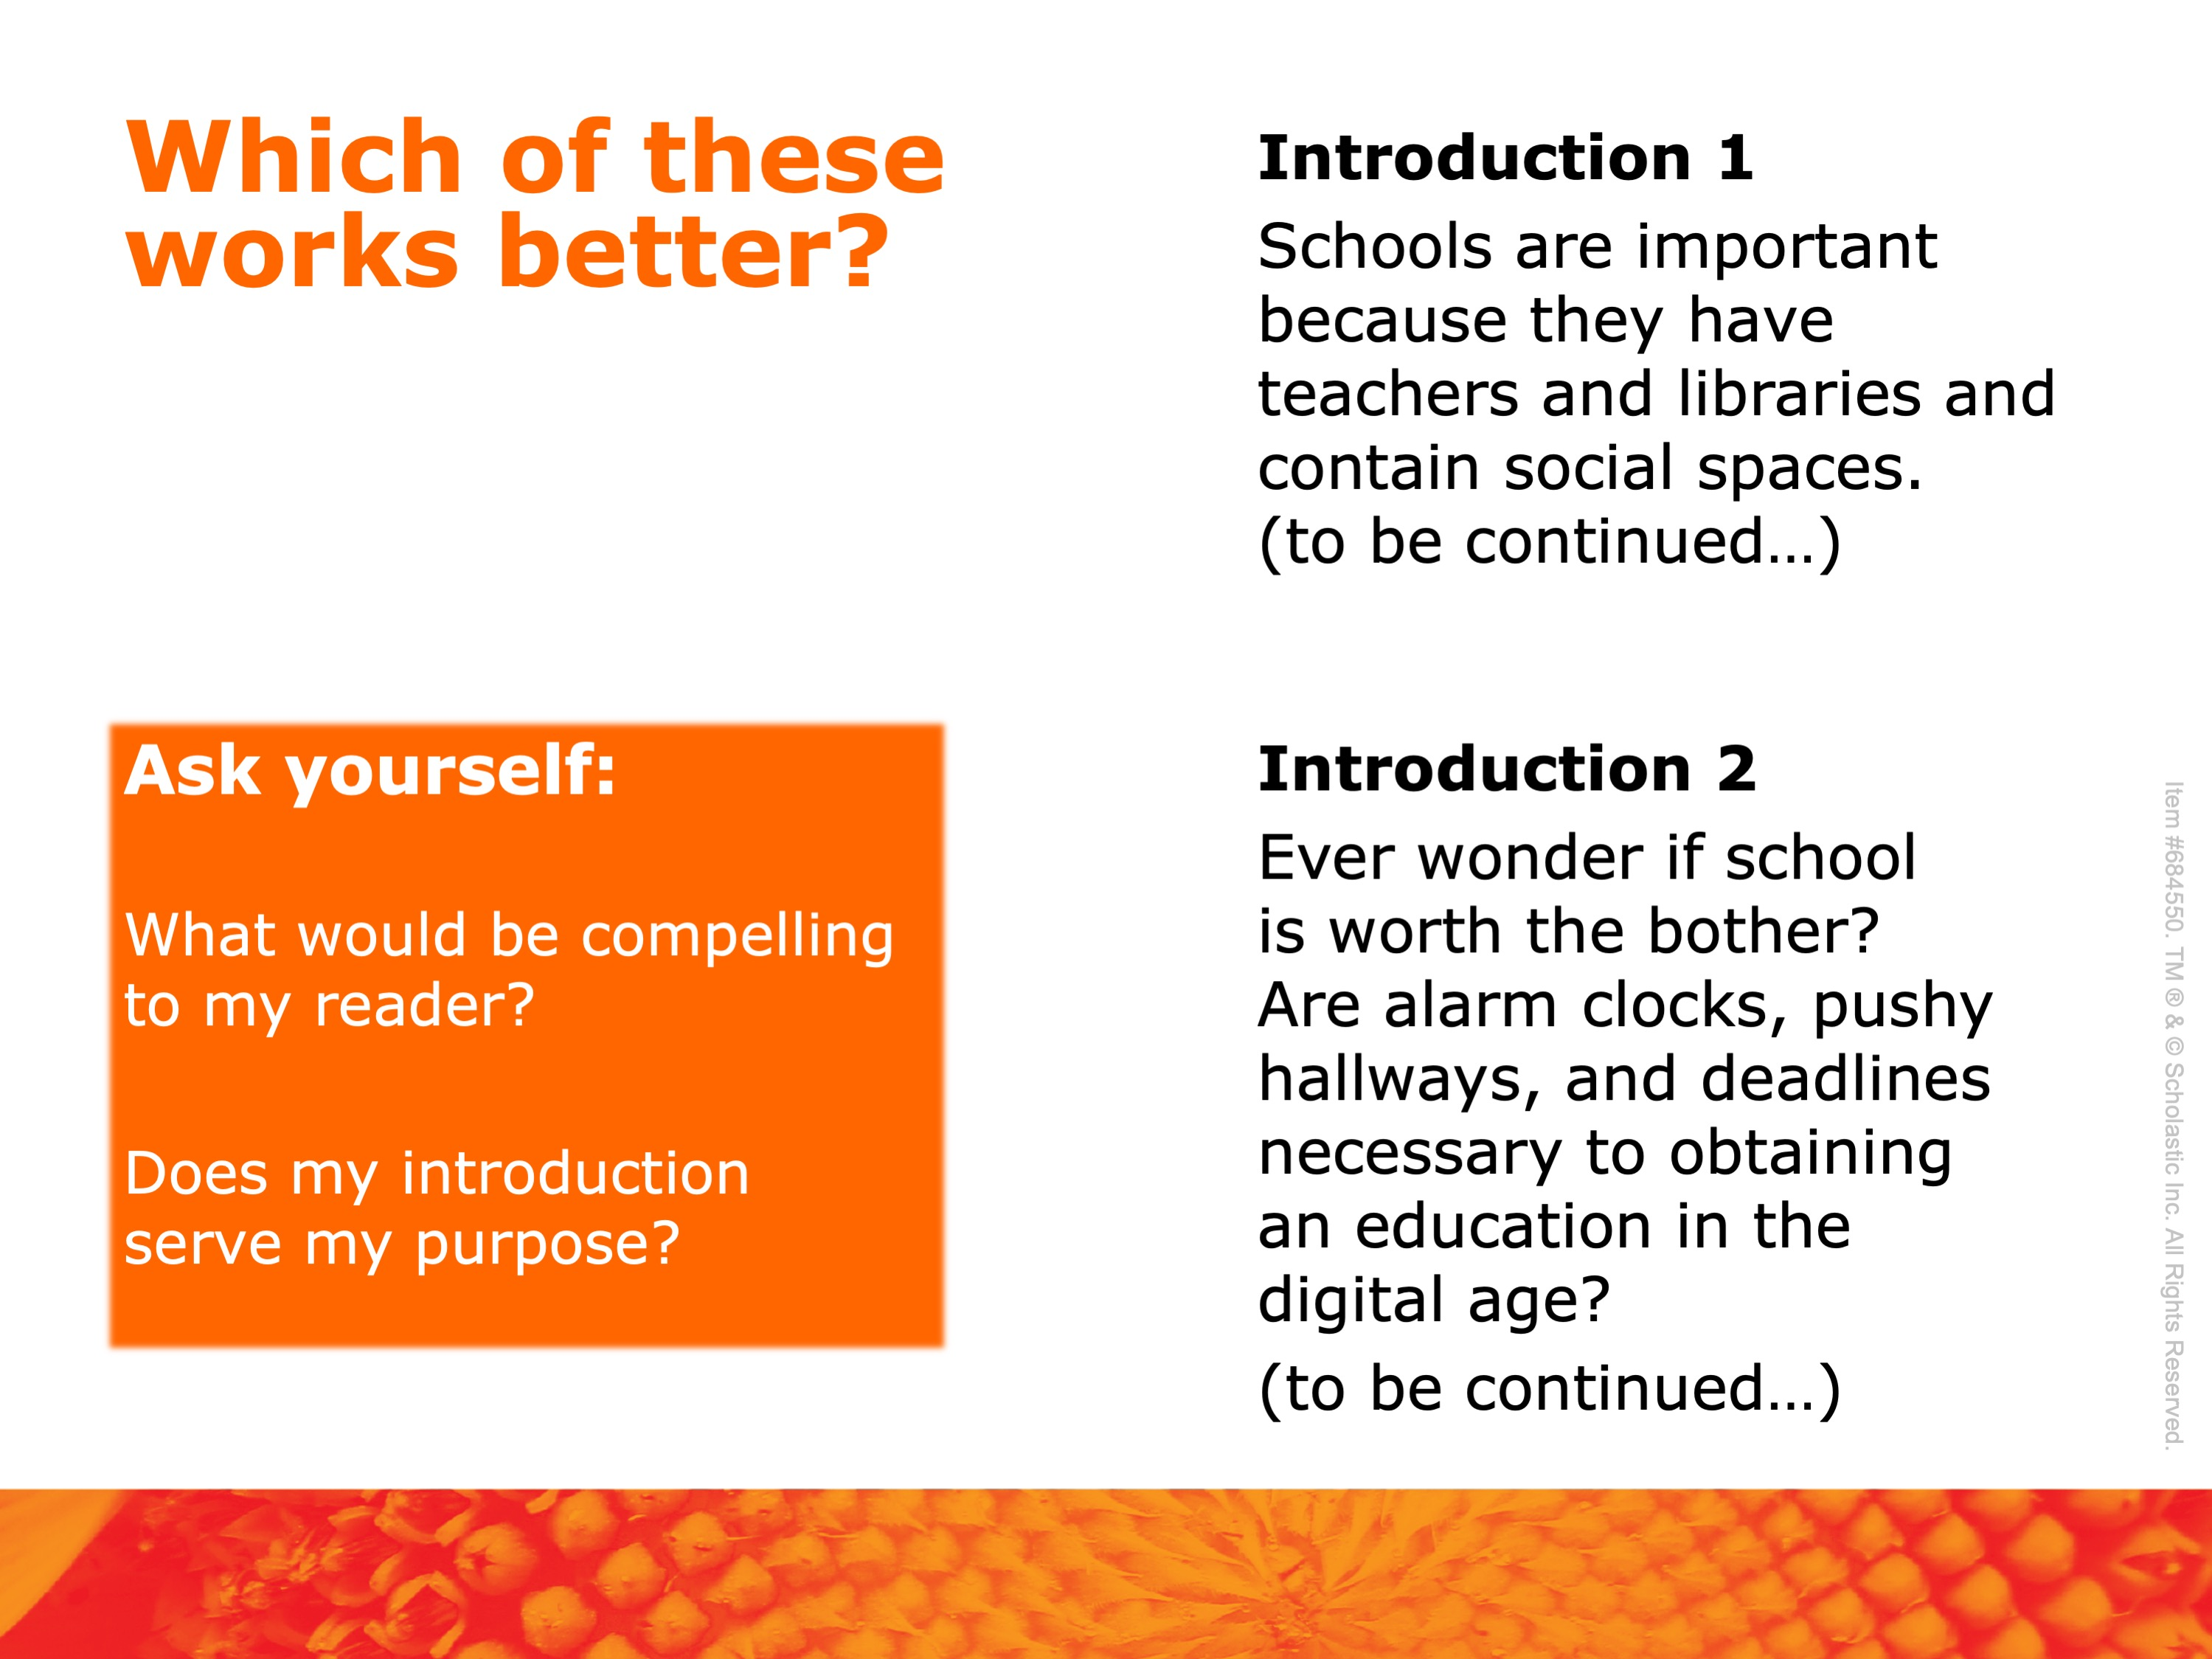 Which of these
works better?
Introduction 1
Schools are important
because they have
teachers and libraries and
contain social spaces.
(to be continued…)
Ask yourself:
What would be compelling
to my reader?
Does my introduction
serve my purpose?
Introduction 2
Ever wonder if school
is worth the bother?
Are alarm clocks, pushy
hallways, and deadlines
necessary to obtaining
an education in the
digital age?
(to be continued…)
Item #684550. TM ® & © Scholastic Inc. All Rights Reserved.